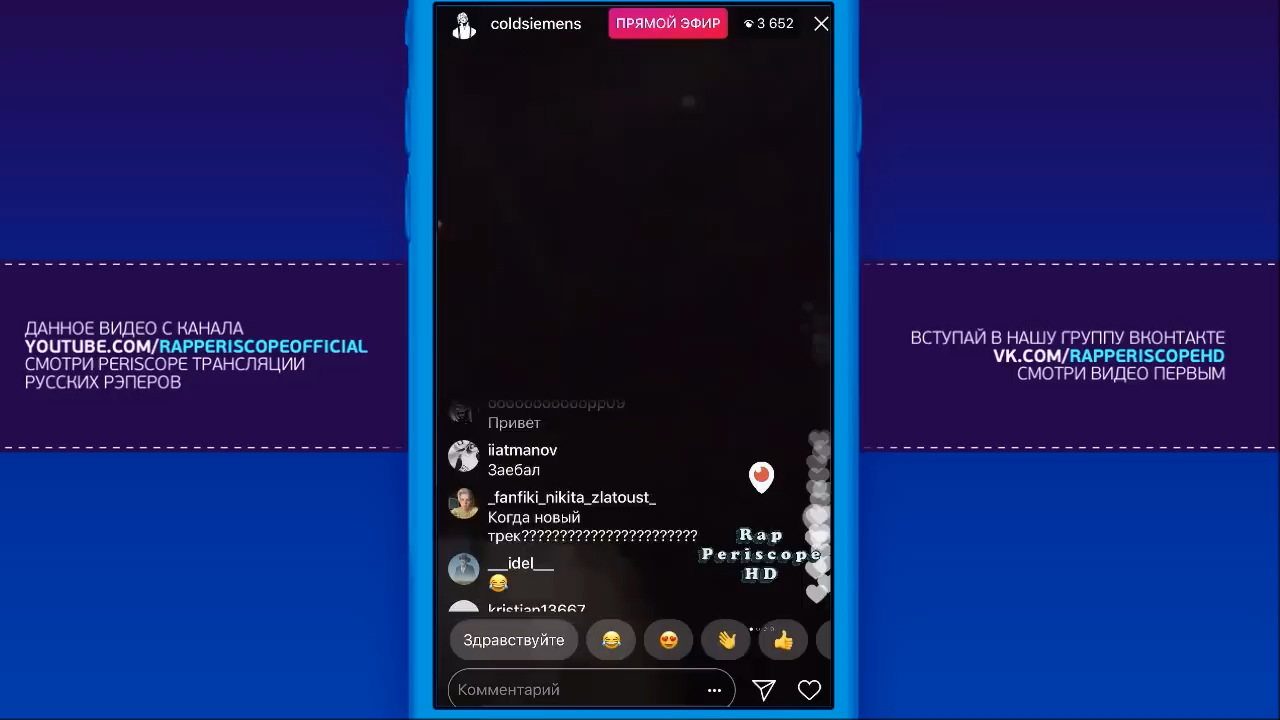 coldsiemens
ПРЯМОЙ ЭФИР
3 652
ДАННОЕ ВИДЕО С КАНАЛА
YOUTUBE.COM/RAPPERISCOPEOFFICIAL
СМОТРИ PERISCOPE ТРАНСЛЯЦИИ
РУССКИХ РЭПЕРОВ
ВСТУПАЙ В НАШУ ГРУППУ ВКОНТАКТЕ
VK.COM/RAPPERISCOPEHD
СМОТРИ ВИДЕО ПЕРВЫМ
Привет
iiatmanov
Заебал
_fanfiki_nikita_zlatoust_
Когда новый
трек???????????????????????
___idel___
😂
kristian13667
Rap
Periscope
HD
Здравствуйте 😂 😍 👋 👍
Комментарий